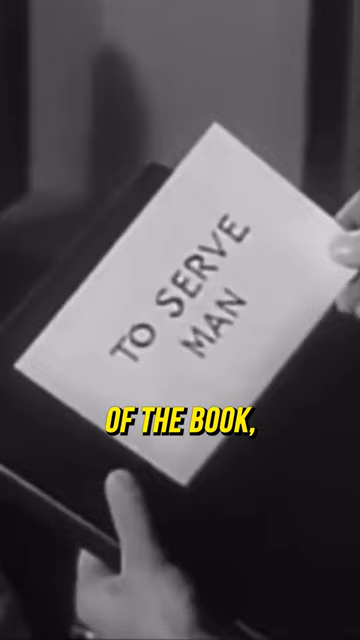 TO SERVE
MAN
OF THE BOOK,